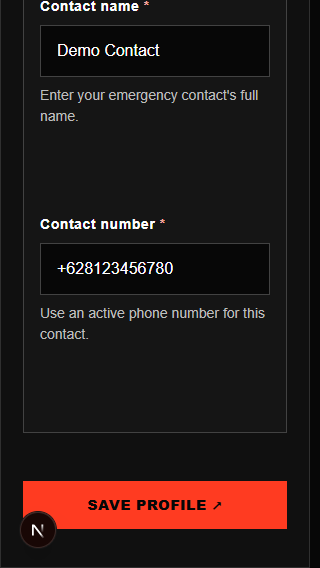 Contact name *
Demo Contact
Enter your emergency contact's full
name.
Contact number *
+628123456780
Use an active phone number for this
contact.
SAVE PROFILE ↗
N